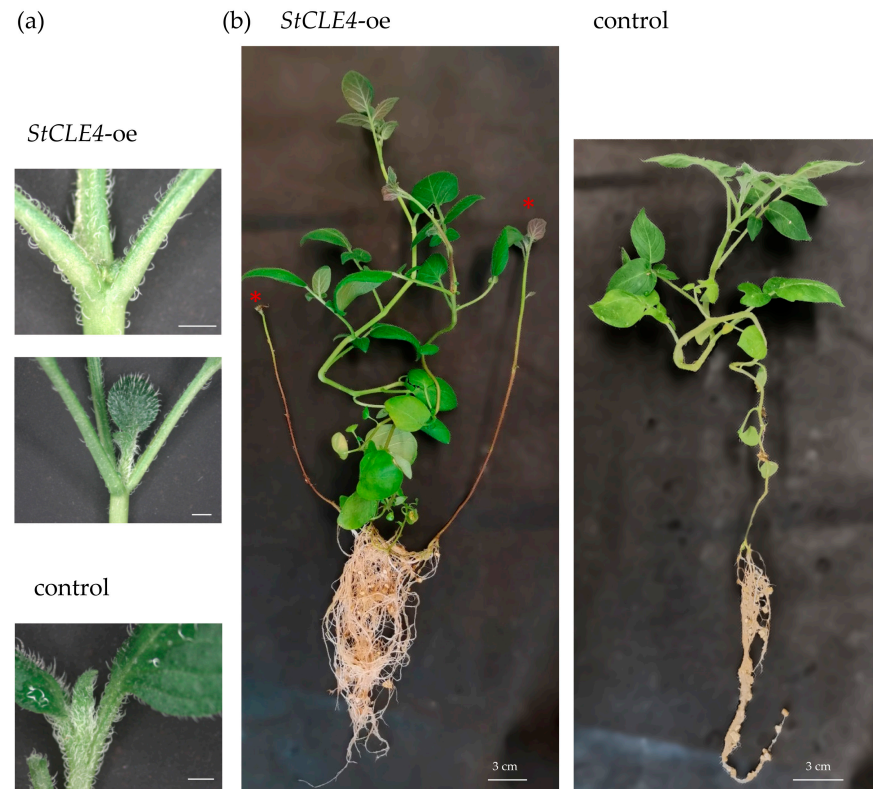 (a)
(b) StCLE4-oe
control
StCLE4-oe
control
*
*
3 cm
3 cm